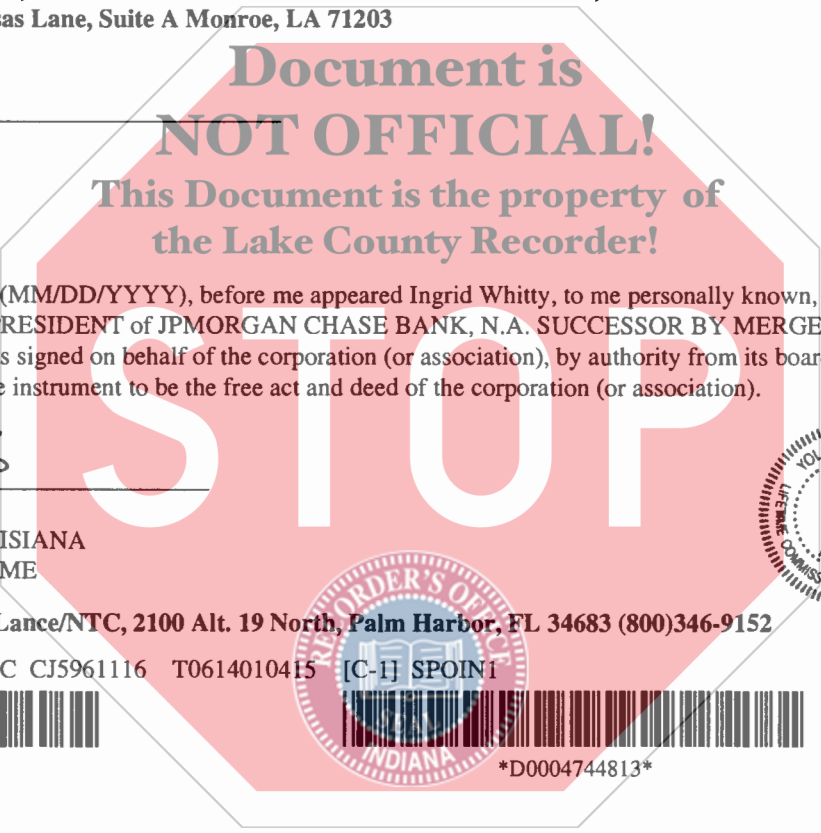 sas Lane, Suite A Monroe, LA 71203
Document is
NOT OFFICIAL!
This Document is the property of
the Lake County Recorder!
(MM/DD/YYYY), before me appeared Ingrid Whitty, to me personally known,
RESIDENT of JPMORGAN CHASE BANK, N.A. SUCCESSOR BY MERGE
s signed on behalf of the corporation (or association), by authority from its boar
e instrument to be the free act and deed of the corporation (or association).
STOP
YOL
LIFETIME COMMISS
ISIANA
ME
RECORDER'S OFFICE
Lance/NTC, 2100 Alt. 19 North, Palm Harbor, FL 34683 (800)346-9152
C CJ5961116 T0614010415 [C-1] SPOIN1
SEAL
INDIANA
*D0004744813*